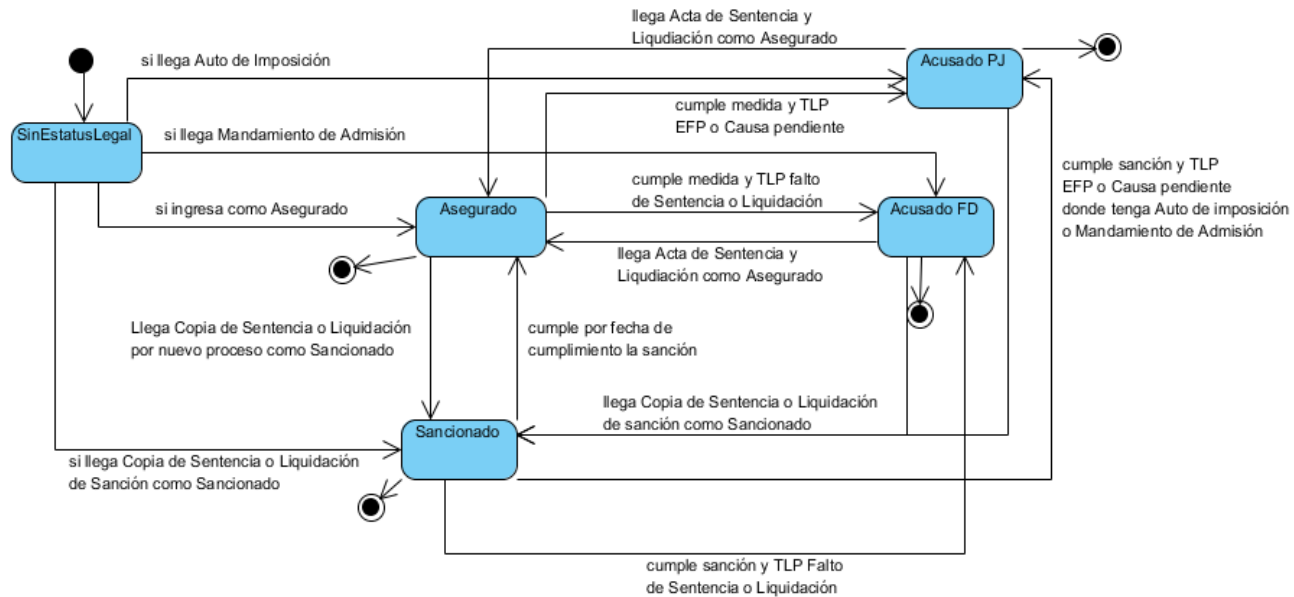 llega Acta de Sentencia y
Liqudiación como Asegurado
Acusado PJ
si llega Auto de Imposición
cumple medida y TLP
EFP o Causa pendiente
SinEstatusLegal
si llega Mandamiento de Admisión
cumple sanción y TLP
EFP o Causa pendiente
donde tenga Auto de imposición
o Mandamiento de Admisión
cumple medida y TLP falto
de Sentencia o Liquidación
si ingresa como Asegurado
Asegurado
Acusado FD
llega Acta de Sentencia y
Liqudiación como Asegurado
Llega Copia de Sentencia o Liquidación
por nuevo proceso como Sancionado
cumple por fecha de
cumplimiento la sanción
llega Copia de Sentencia o Liquidación
de sanción como Sancionado
Sancionado
si llega Copia de Sentencia o Liquidación
de Sanción como Sancionado
cumple sanción y TLP Falto
de Sentencia o Liquidación